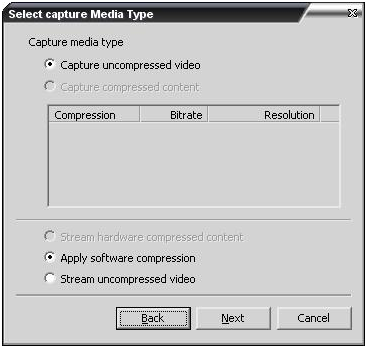 Select capture Media Type
Capture media type
Capture uncompressed video
Capture compressed content
Compression Bitrate Resolution
Stream hardware compressed content
Apply software compression
Stream uncompressed video
Back Next Cancel